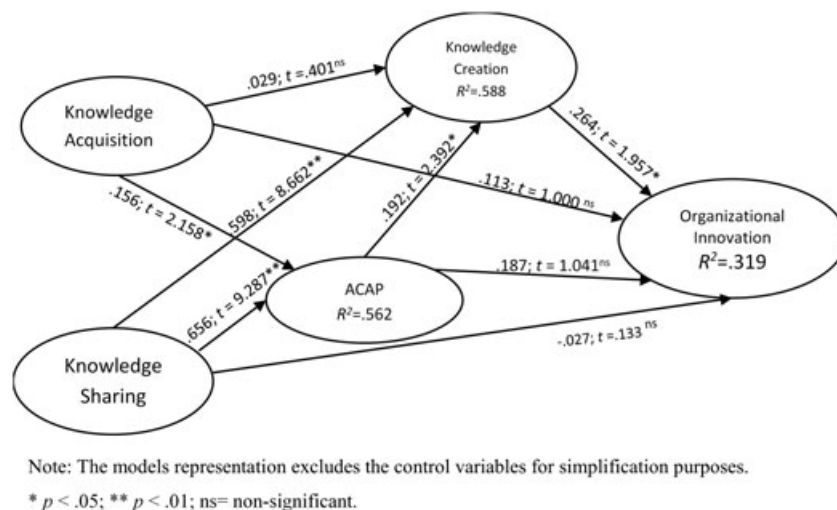 Knowledge
Creation
R²=.588
.029; t =.401ⁿˢ
Knowledge
Acquisition
.264; t = 1.957*
.598; t = 8.662**
.192; t = 2.392*
.113; t = 1.000 ⁿˢ
.156; t = 2.158*
Organizational
Innovation
R²=.319
.187; t = 1.041ⁿˢ
ACAP
R²=.562
.656; t = 9.287**
-.027; t=.133 ⁿˢ
Knowledge
Sharing
Note: The models representation excludes the control variables for simplification purposes.
* p < .05; ** p < .01; ns= non-significant.